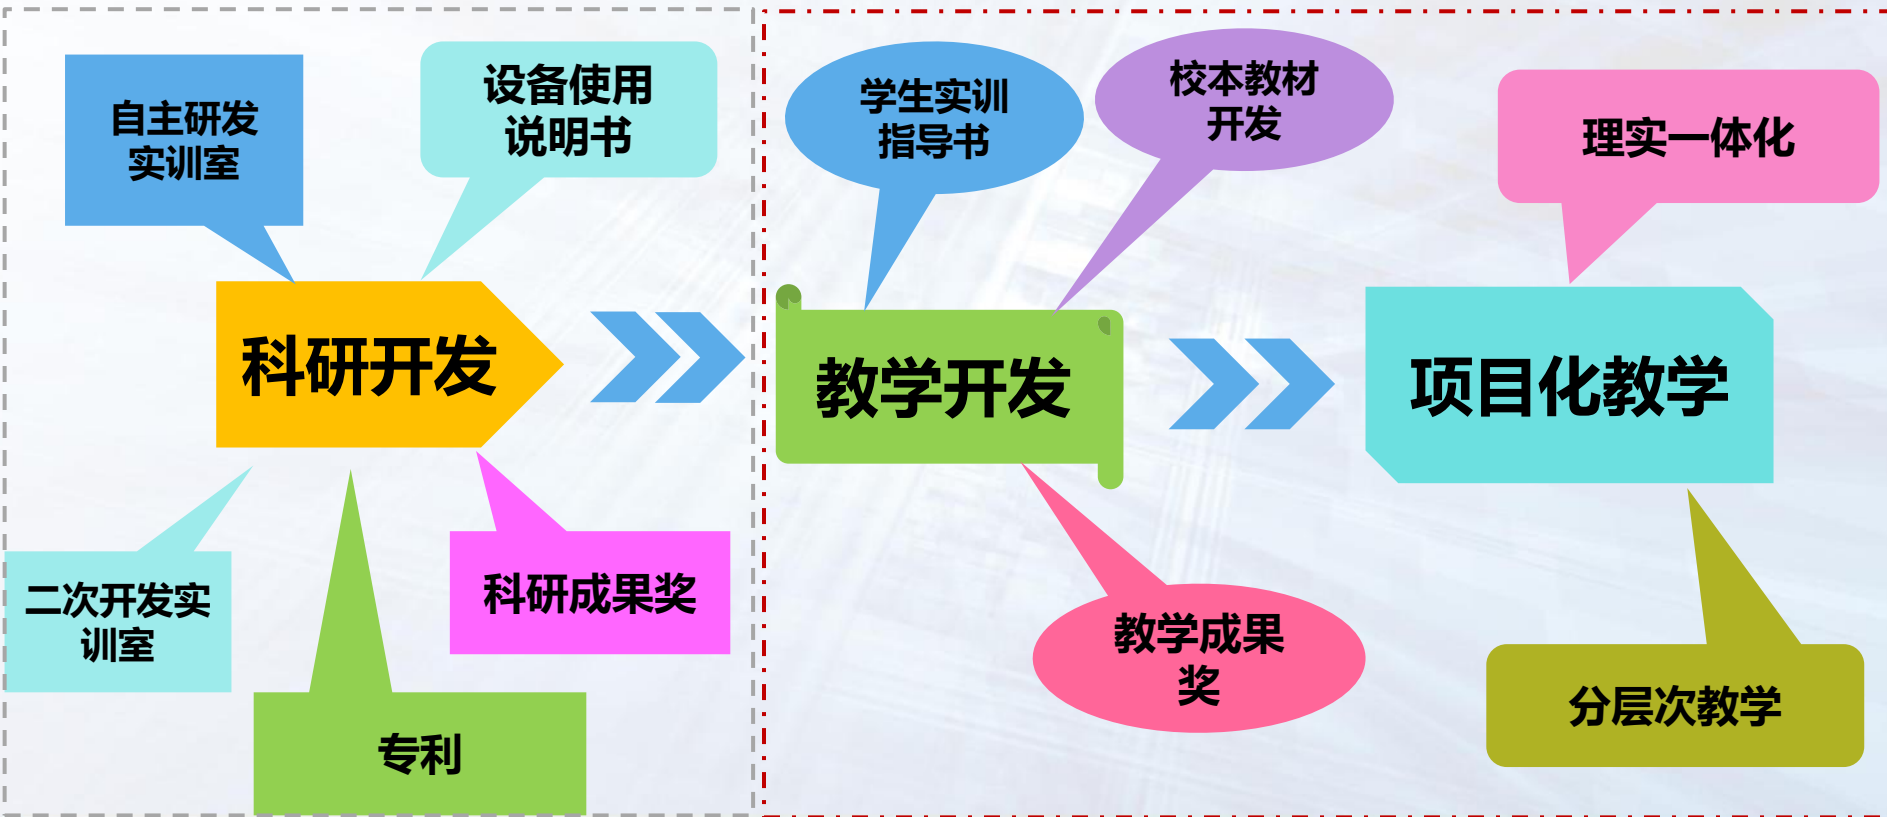 自主研发
实训室
设备使用
说明书
科研开发
二次开发实
训室
专利
科研成果奖
学生实训
指导书
校本教材
开发
教学开发
教学成果
奖
理实一体化
项目化教学
分层次教学